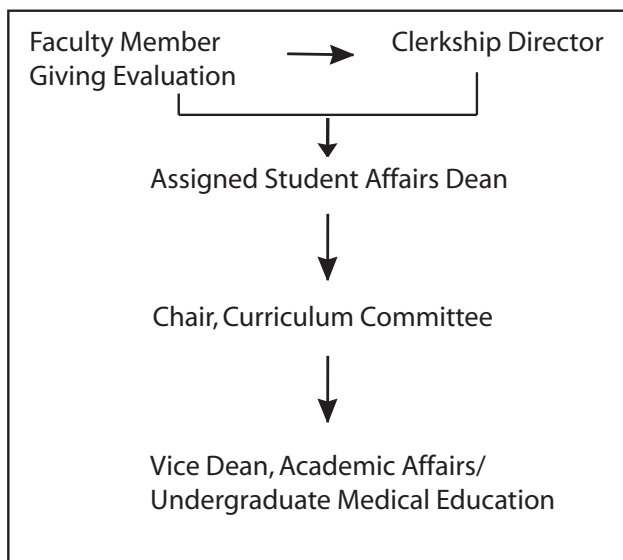 Faculty Member
Giving Evaluation
Clerkship Director
Assigned Student Affairs Dean
Chair, Curriculum Committee
Vice Dean, Academic Affairs/
Undergraduate Medical Education